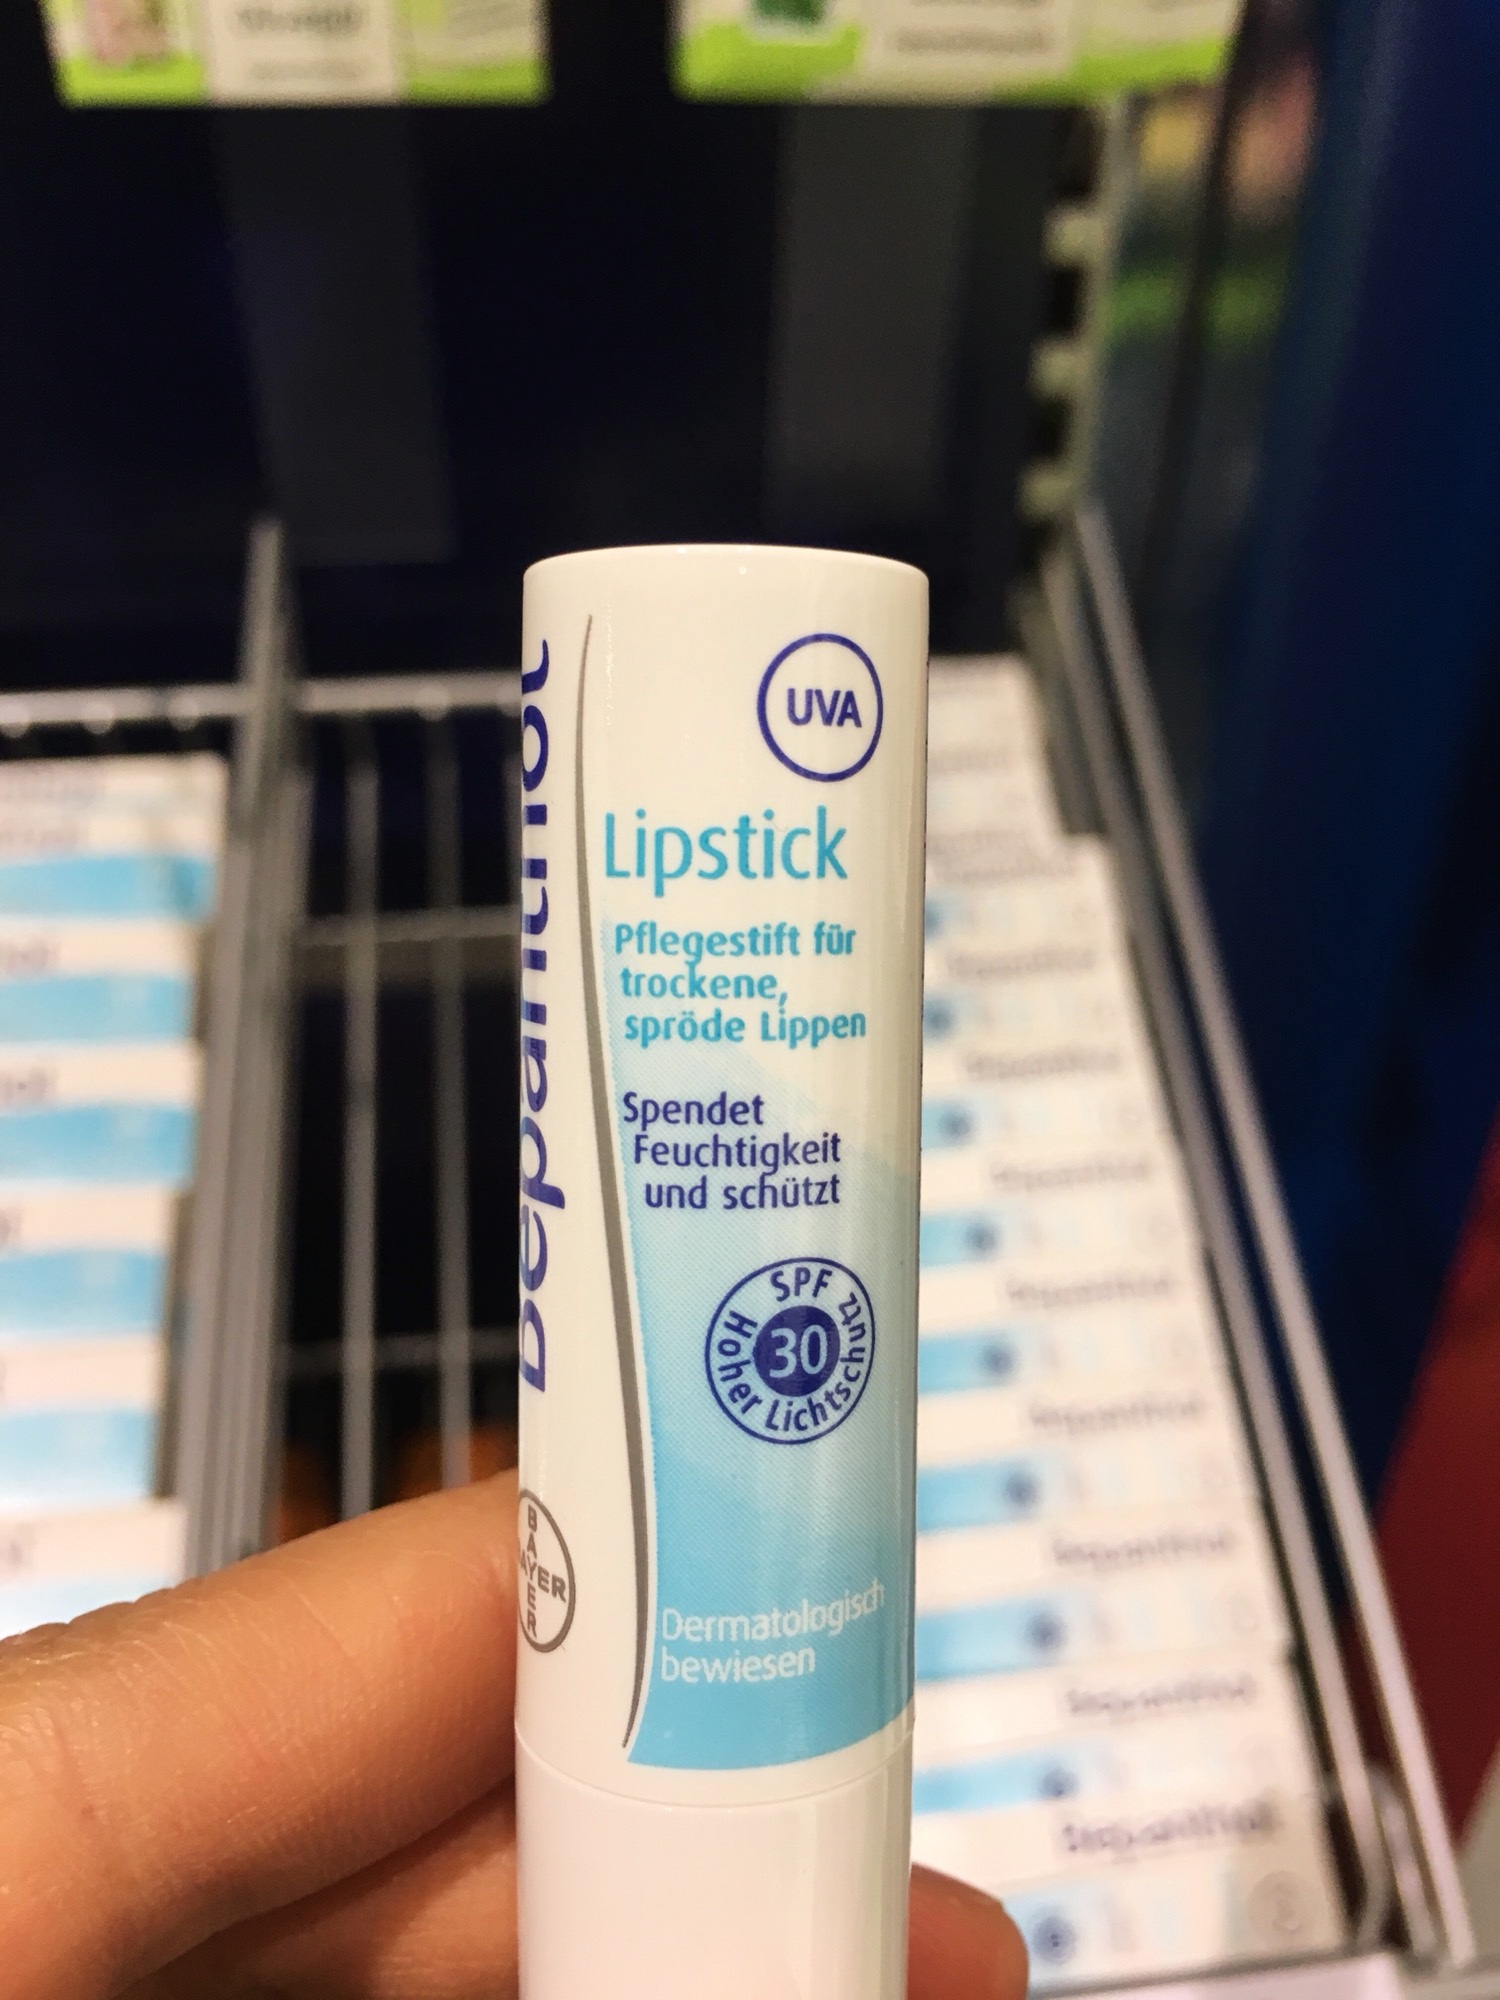 Bepanthol
UVA
Lipstick
Pflegestift für
trockene,
spröde Lippen
Spendet
Feuchtigkeit
und schützt
SPF
30
Hoher Lichtschutz
BAYER
BAYER
Dermatologisch
bewiesen